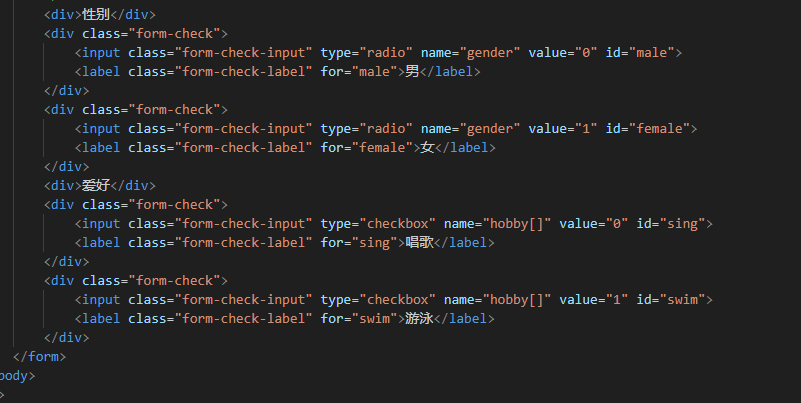 <div>性别</div>
<div class="form-check">
<input class="form-check-input" type="radio" name="gender" value="0" id="male">
<label class="form-check-label" for="male">男</label>
</div>
<div class="form-check">
<input class="form-check-input" type="radio" name="gender" value="1" id="female">
<label class="form-check-label" for="female">女</label>
</div>
<div>爱好</div>
<div class="form-check">
<input class="form-check-input" type="checkbox" name="hobby[]" value="0" id="sing">
<label class="form-check-label" for="sing">唱歌</label>
</div>
<div class="form-check">
<input class="form-check-input" type="checkbox" name="hobby[]" value="1" id="swim">
<label class="form-check-label" for="swim">游泳</label>
</div>
</form>
body>
>